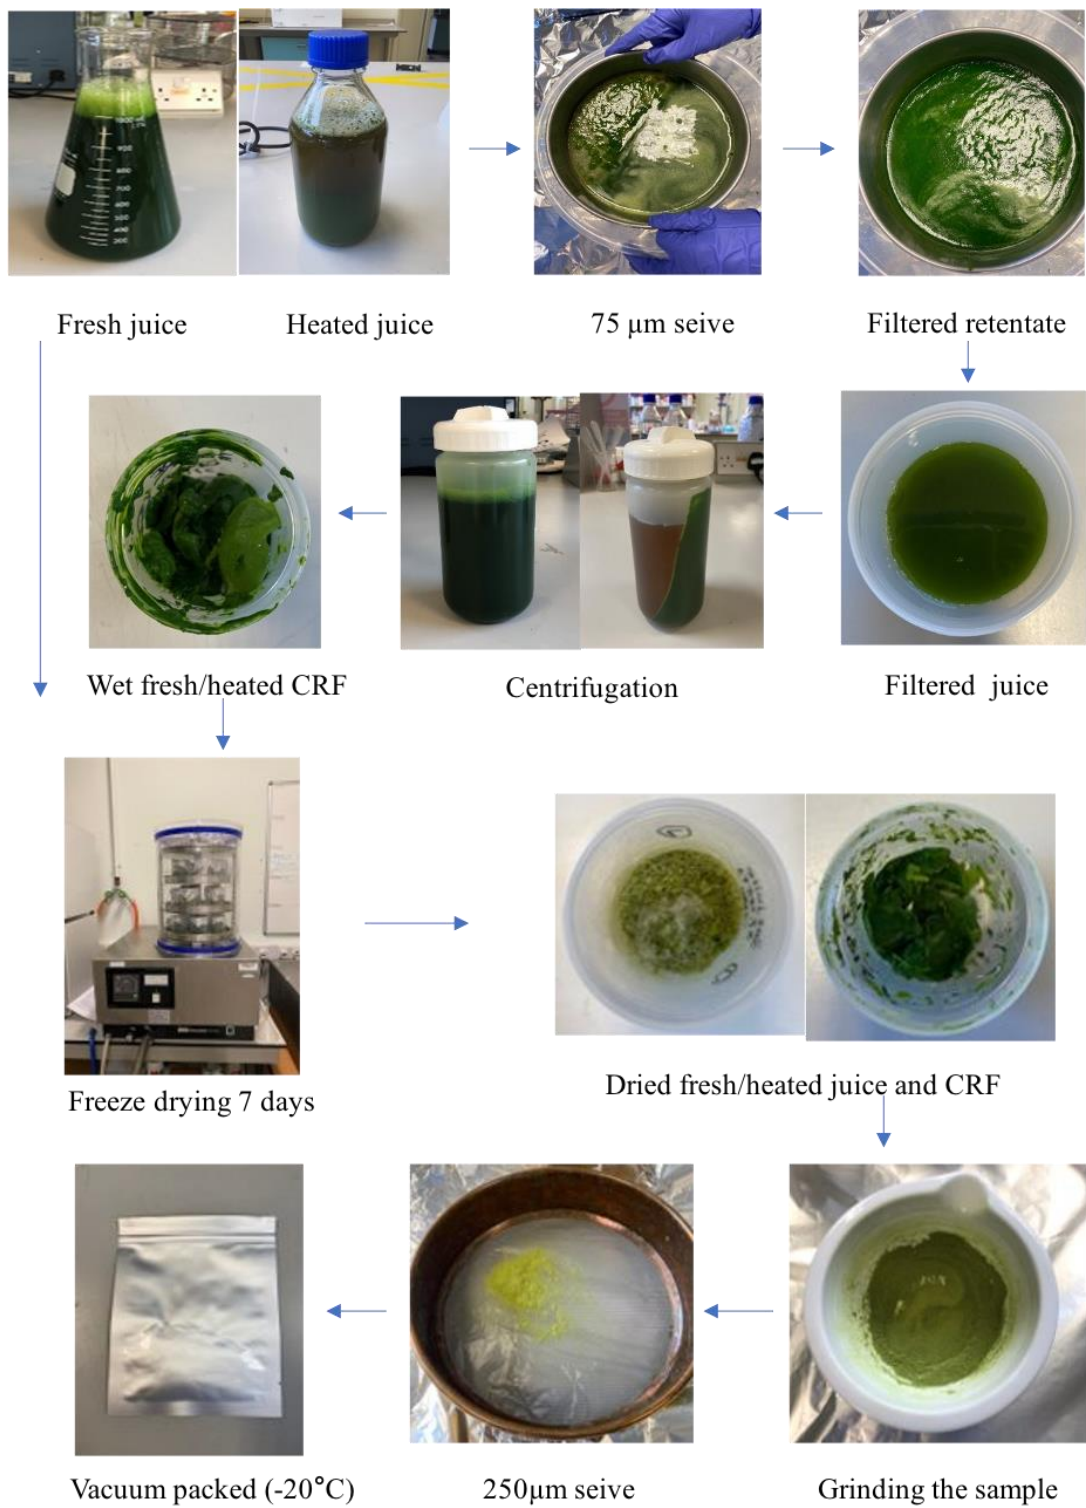 Fresh juice
Heated juice
75 μm seive
Filtered retentate
Wet fresh/heated CRF
Centrifugation
Filtered juice
Freeze drying 7 days
Dried fresh/heated juice and CRF
Vacuum packed (-20°C)
250μm seive
Grinding the sample